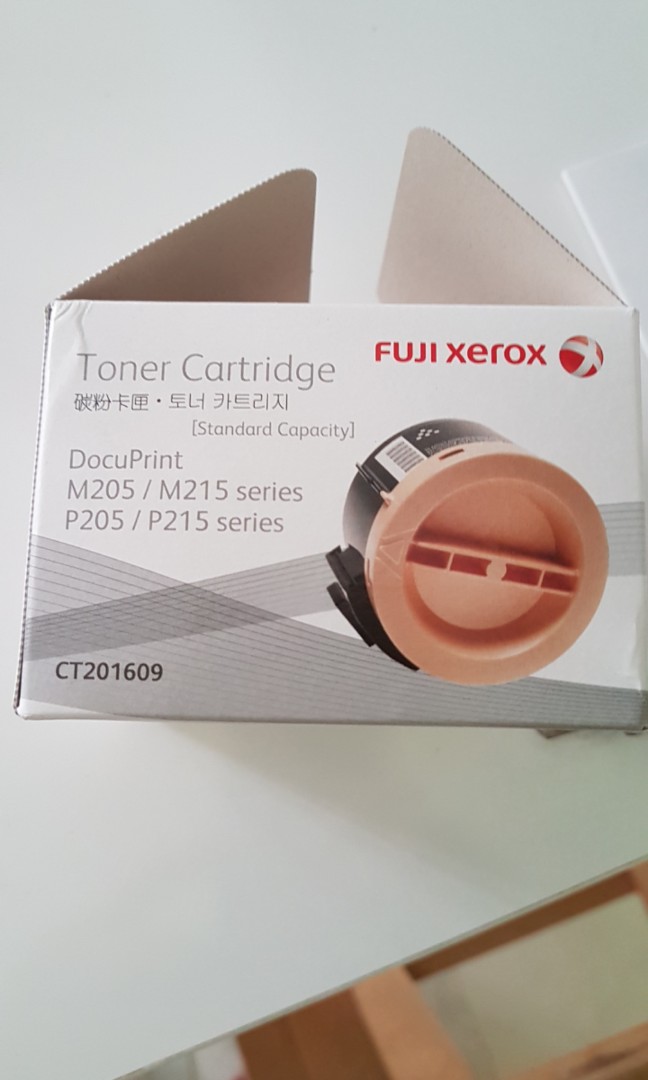 FUJI xerox
Toner Cartridge
碳粉卡匣・토너 카트리지
[Standard Capacity]
DocuPrint
M205 / M215 series
P205 / P215 series
CT201609